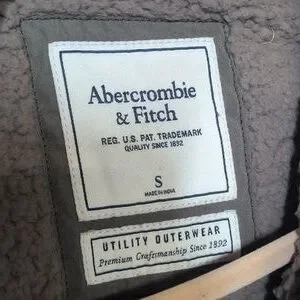 Abercrombie
& Fitch
REG. U.S. PAT. TRADEMARK
QUALITY SINCE 1892
S
MADE IN INDIA
UTILITY OUTERWEAR
Premium Craftsmanship Since 1892